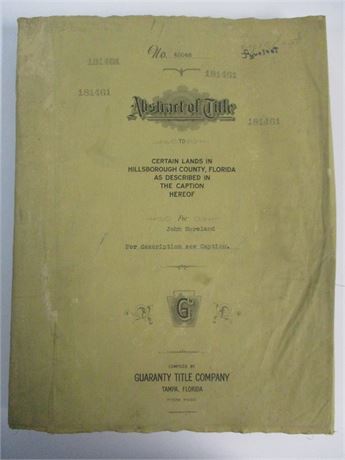 No.
181461
181461
181461
181461
Abstract of Title
TO
CERTAIN LANDS IN
HILLSBOROUGH COUNTY, FLORIDA
AS DESCRIBED IN
THE CAPTION
HEREOF
For
John Moreland
For description see Caption.
G
COMPILED BY
GUARANTY TITLE COMPANY
TAMPA, FLORIDA